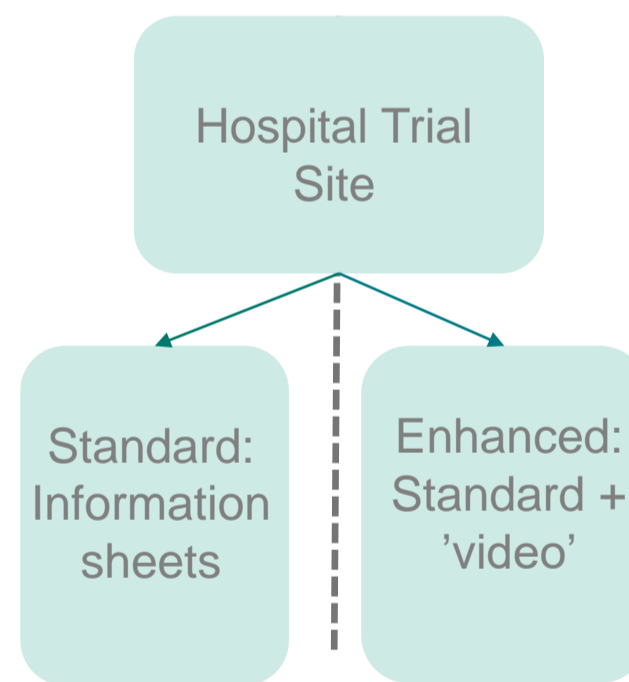 Hospital Trial
Site
Standard:
Information
sheets
Enhanced:
Standard +
’video’